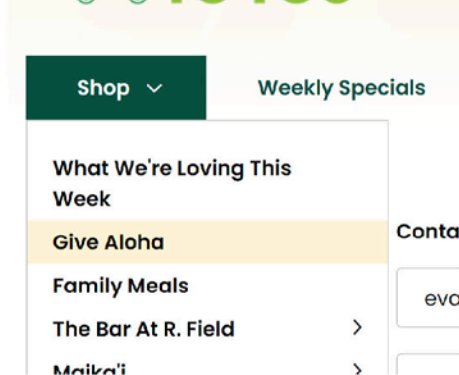 Shop
Weekly Specials
What We're Loving This
Week
Give Aloha
Conta
Family Meals
eva
The Bar At R. Field
Maika'i